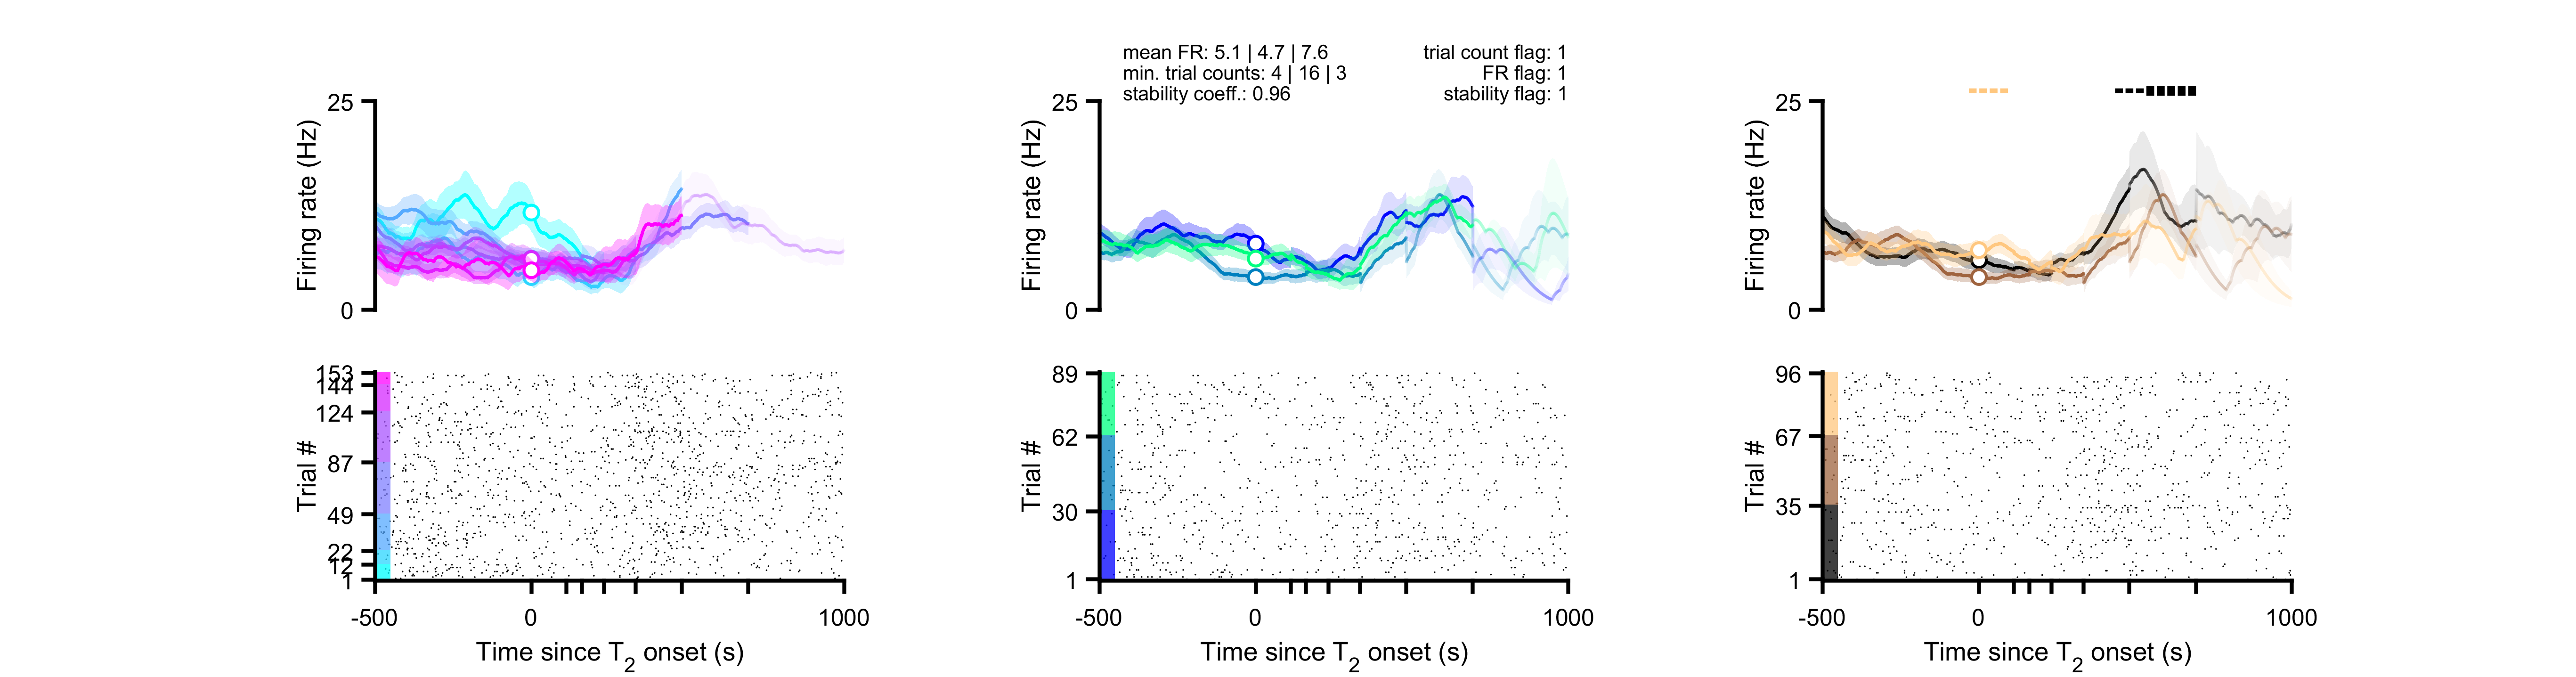 mean FR: 5.1 | 4.7 | 7.6
min. trial counts: 4 | 16 | 3
stability coeff.: 0.96
trial count flag: 1
FR flag: 1
stability flag: 1
25
Firing rate (Hz)
0
25
Firing rate (Hz)
0
25
Firing rate (Hz)
0
153
144
124
87
49
22
12
1
Trial #
-500
0
1000
Time since T2 onset (s)
89
62
30
1
Trial #
-500
0
1000
Time since T2 onset (s)
96
67
35
1
Trial #
-500
0
1000
Time since T2 onset (s)